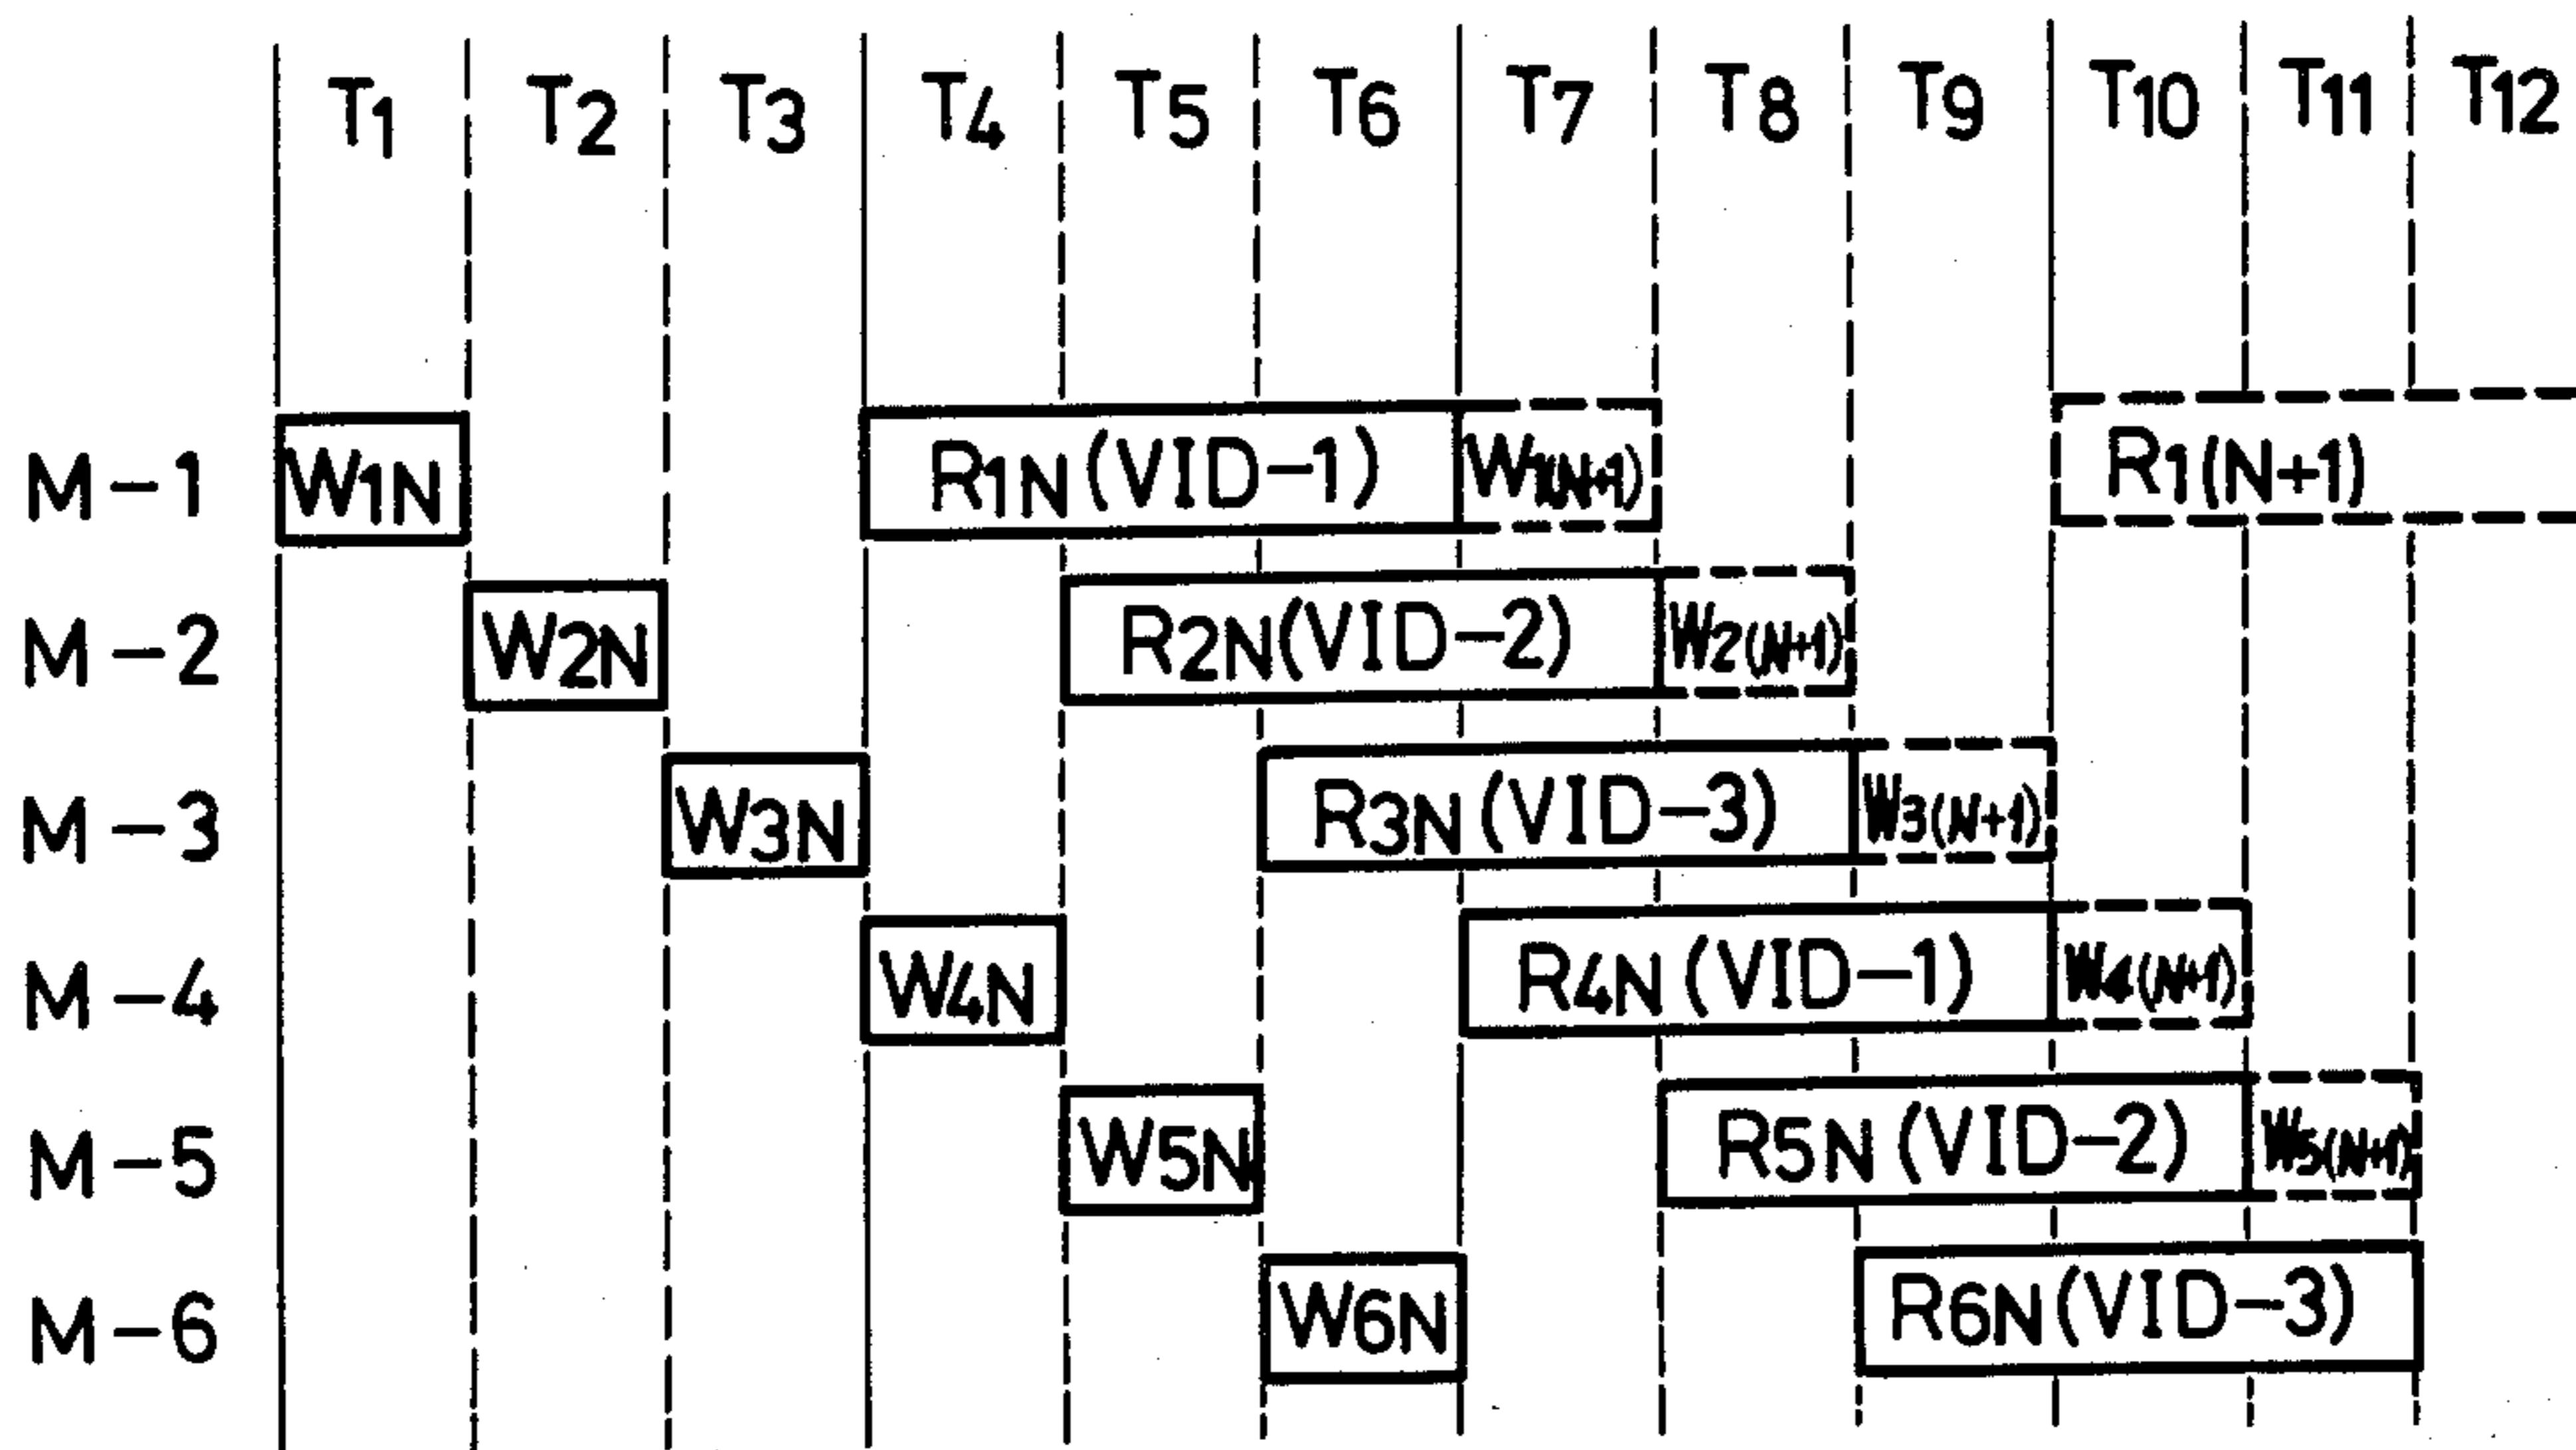 T1 T2 T3 T4 T5 T6 T7 T8 T9 T10 T11 T12
M-1 W1N R1N(VID-1) W1(N+1) R1(N+1)
M-2 W2N R2N(VID-2) W2(N+1)
M-3 W3N R3N(VID-3) W3(N+1)
M-4 W4N R4N(VID-1) W4(N+1)
M-5 W5N R5N(VID-2) W5(N+1)
M-6 W6N R6N(VID-3)